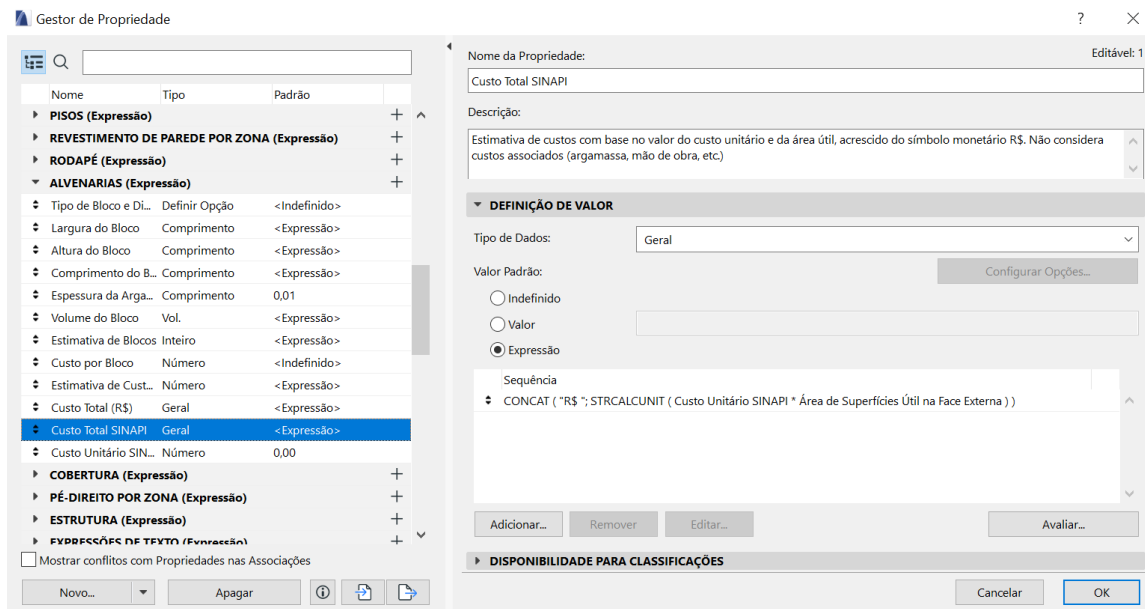 Gestor de Propriedade
?
Nome Tipo Padrão
PISOS (Expressão)
REVESTIMENTO DE PAREDE POR ZONA (Expressão)
RODAPÉ (Expressão)
ALVENARIAS (Expressão)
Tipo de Bloco e Di... Definir Opção <Indefinido>
Largura do Bloco Comprimento <Expressão>
Altura do Bloco Comprimento <Expressão>
Comprimento do B... Comprimento <Expressão>
Espessura da Arga... Comprimento 0,01
Volume do Bloco Vol. <Expressão>
Estimativa de Blocos Inteiro <Expressão>
Custo por Bloco Número <Indefinido>
Estimativa de Cust... Número <Expressão>
Custo Total (R$) Geral <Expressão>
Custo Total SINAPI Geral <Expressão>
Custo Unitário SIN... Número 0,00
COBERTURA (Expressão)
PÉ-DIREITO POR ZONA (Expressão)
ESTRUTURA (Expressão)
EXPRESSÕES DE TEXTO (Expressão)
Mostrar conflitos com Propriedades nas Associações
Novo... Apagar
Nome da Propriedade: Editável: 1
Custo Total SINAPI
Descrição:
Estimativa de custos com base no valor do custo unitário e da área útil, acrescido do símbolo monetário R$. Não considera
custos associados (argamassa, mão de obra, etc.)
DEFINIÇÃO DE VALOR
Tipo de Dados: Geral
Valor Padrão: Configurar Opções...
Indefinido
Valor
Expressão
Sequência
CONCAT ( "R$ "; STRCALCUNIT ( Custo Unitário SINAPI * Área de Superfícies Útil na Face Externa ) )
Adicionar... Remover Editar... Avaliar...
DISPONIBILIDADE PARA CLASSIFICAÇÕES
Cancelar OK